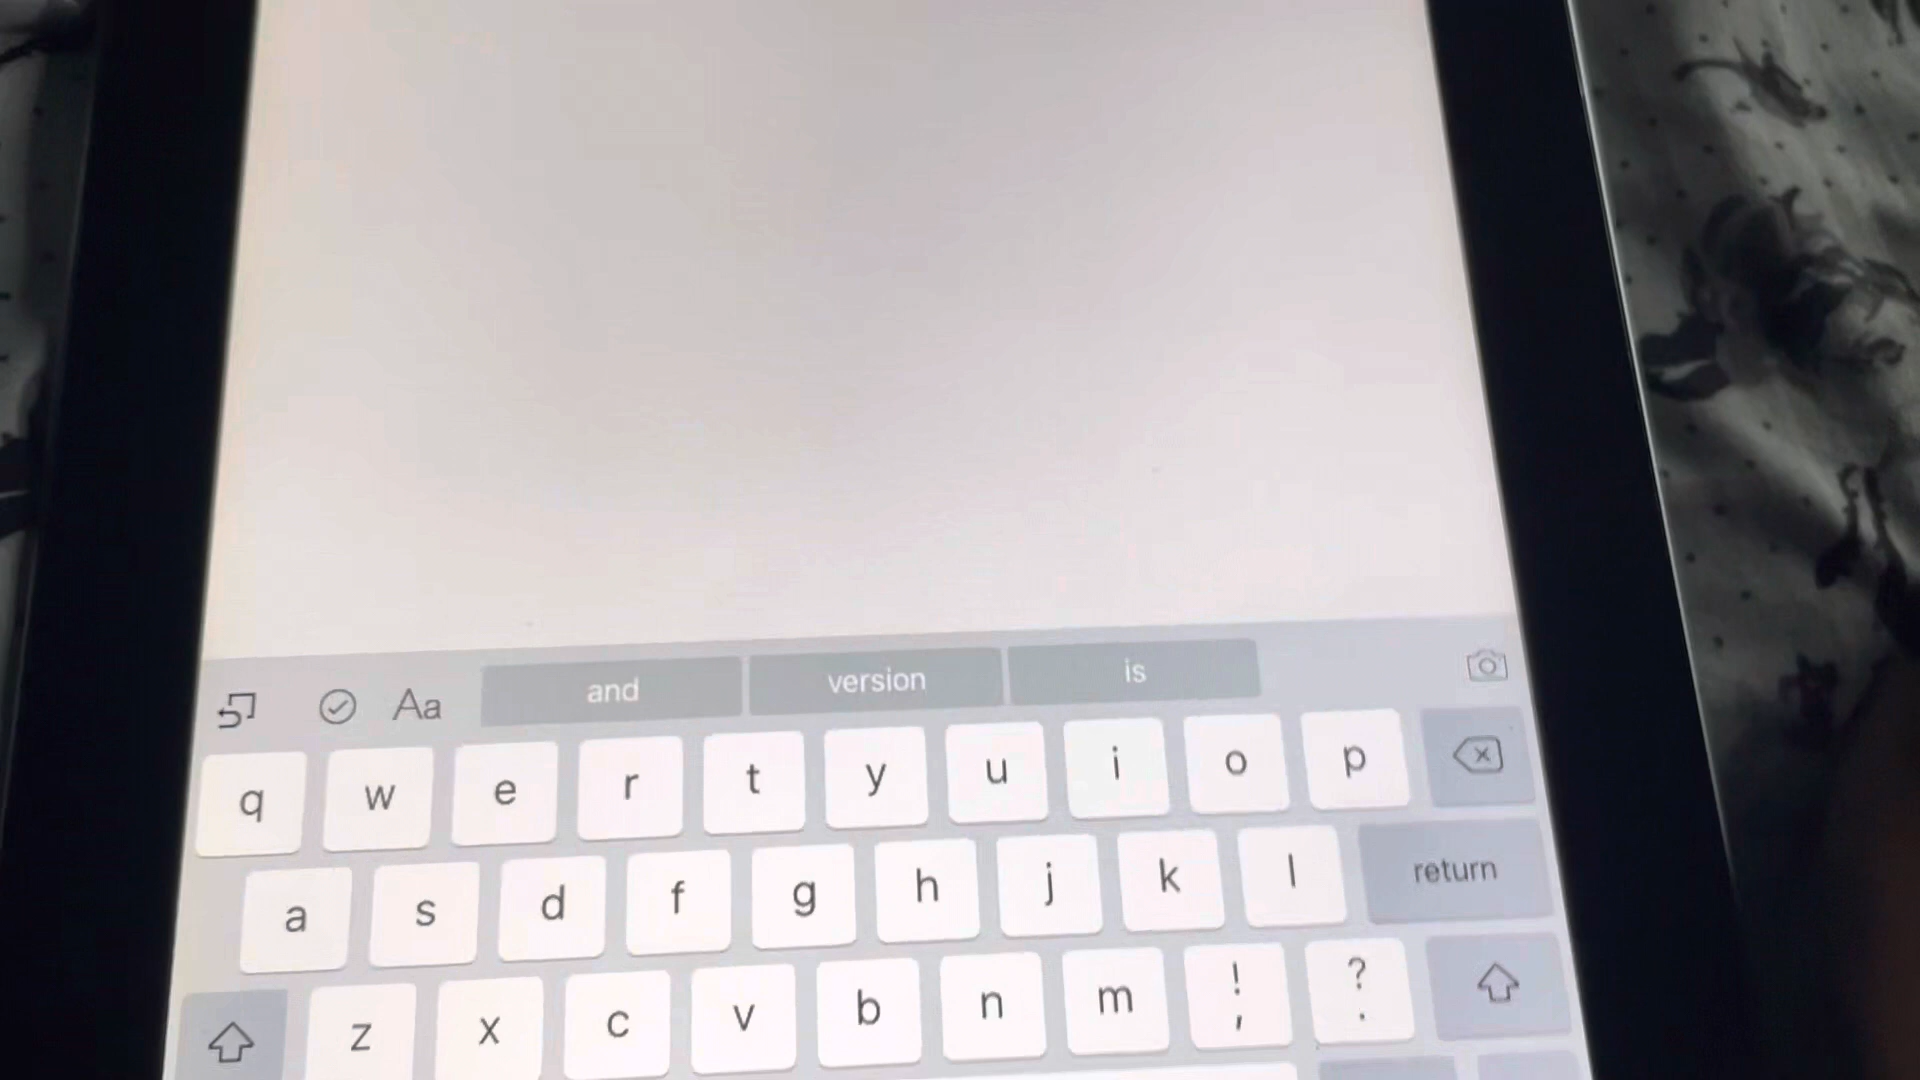 Aa and version is
q w e r t y u i o p
a s d f g h j k l return
z x c v b n m ! , ? .